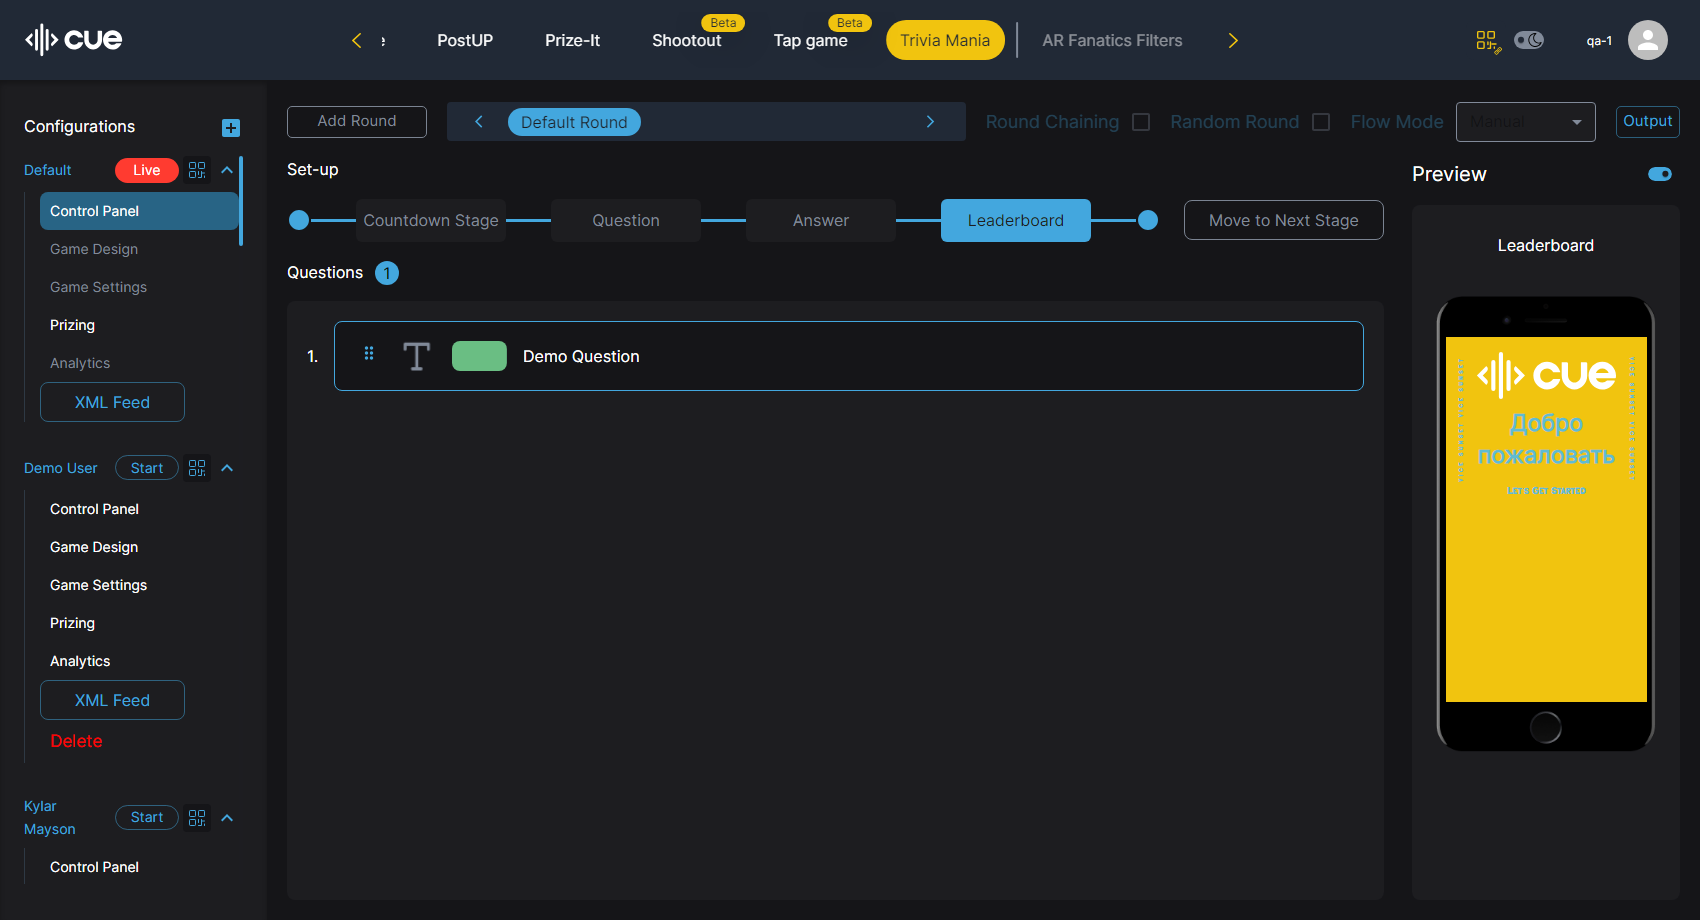 cue
PostUP
Prize-It
Beta
Shootout
Beta
Tap game
Trivia Mania
AR Fanatics Filters
qa-1
Configurations
Default
Live
Control Panel
Game Design
Game Settings
Prizing
Analytics
XML Feed
Demo User
Start
Control Panel
Game Design
Game Settings
Prizing
Analytics
XML Feed
Delete
Kylar
Mayson
Start
Control Panel
Add Round
Default Round
Round Chaining
Random Round
Flow Mode
Manual
Output
Set-up
Countdown Stage
Question
Answer
Leaderboard
Move to Next Stage
Questions
1
1.
T
Demo Question
Preview
Leaderboard
cue
Добро
пожаловать
Let's Get Started